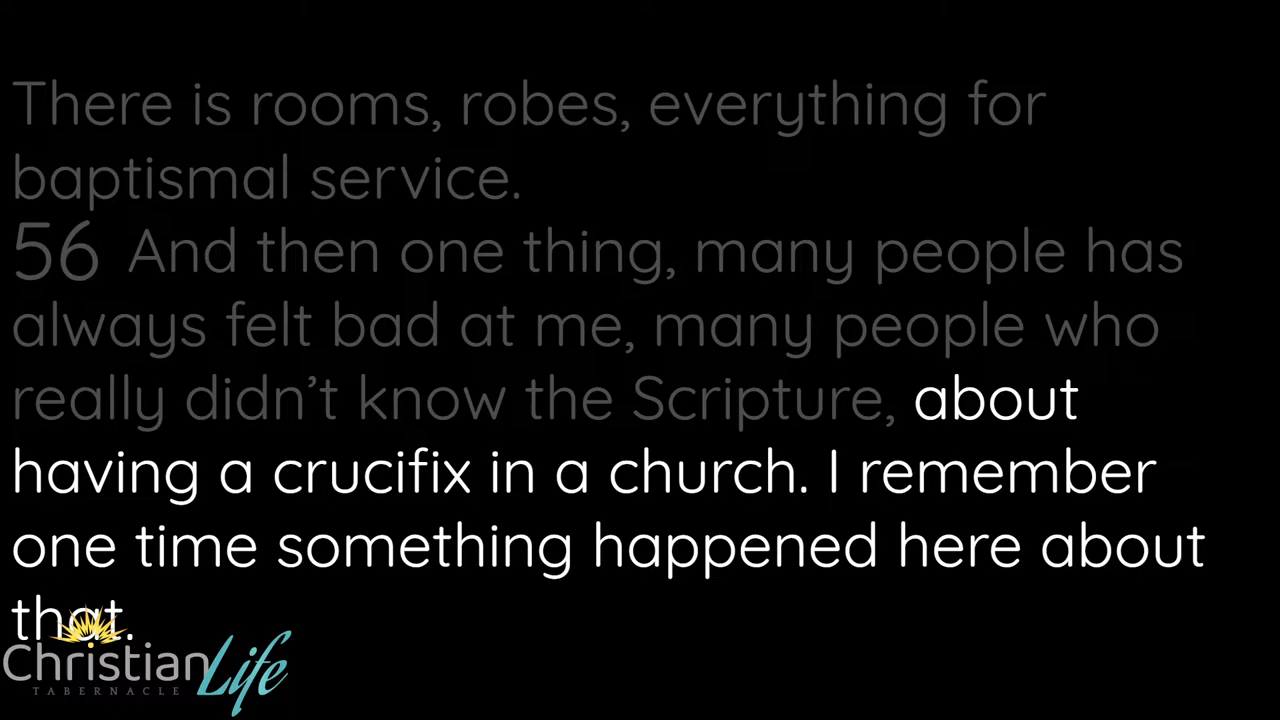 There is rooms, robes, everything for
baptismal service.
56 And then one thing, many people has
always felt bad at me, many people who
really didn’t know the Scripture, about
having a crucifix in a church. I remember
one time something happened here about
that.
Christian Life
TABERNACLE